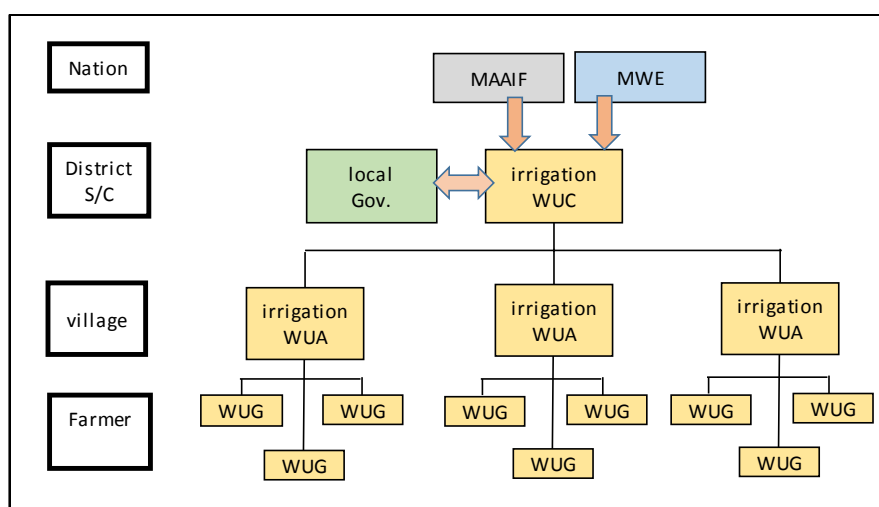 Nation
MAAIF
MWE
District
S/C
local
Gov.
irrigation
WUC
village
irrigation
WUA
irrigation
WUA
irrigation
WUA
Farmer
WUG
WUG
WUG
WUG
WUG
WUG
WUG
WUG
WUG